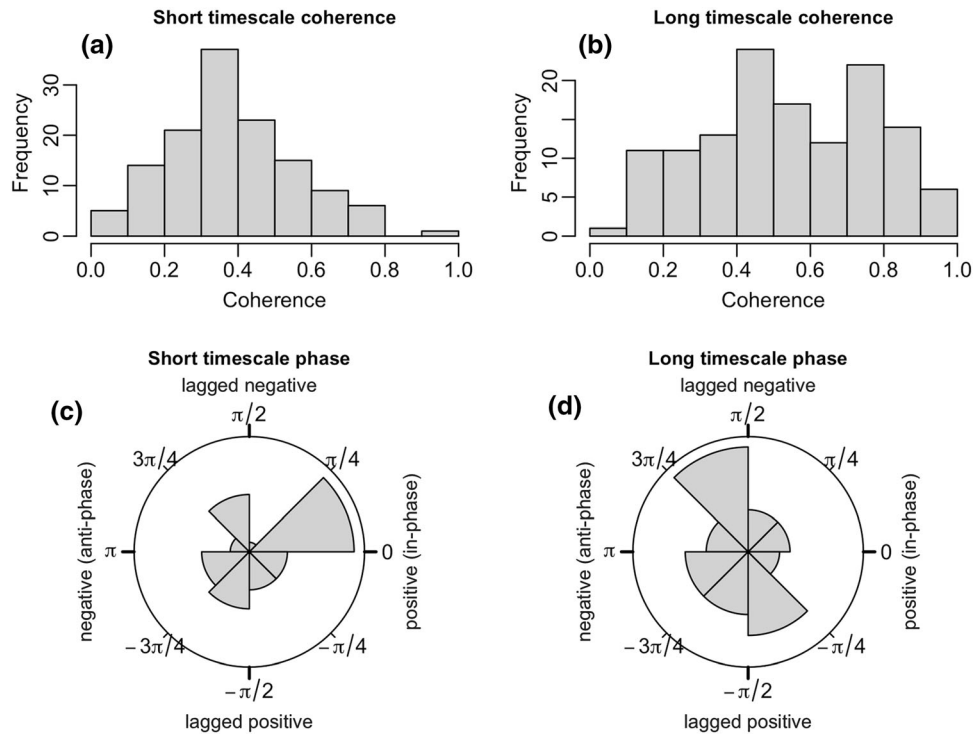 Short timescale coherence
(a)
Frequency
0 10 20 30
0.0 0.2 0.4 0.6 0.8 1.0
Coherence
Long timescale coherence
(b)
Frequency
0 5 10 20
0.0 0.2 0.4 0.6 0.8 1.0
Coherence
Short timescale phase
lagged negative
(c)
π/2
3π/4
π/4
negative (anti-phase)
π
0
positive (in-phase)
−3π/4
−π/4
−π/2
lagged positive
Long timescale phase
lagged negative
(d)
π/2
3π/4
π/4
negative (anti-phase)
π
0
positive (in-phase)
−3π/4
−π/4
−π/2
lagged positive